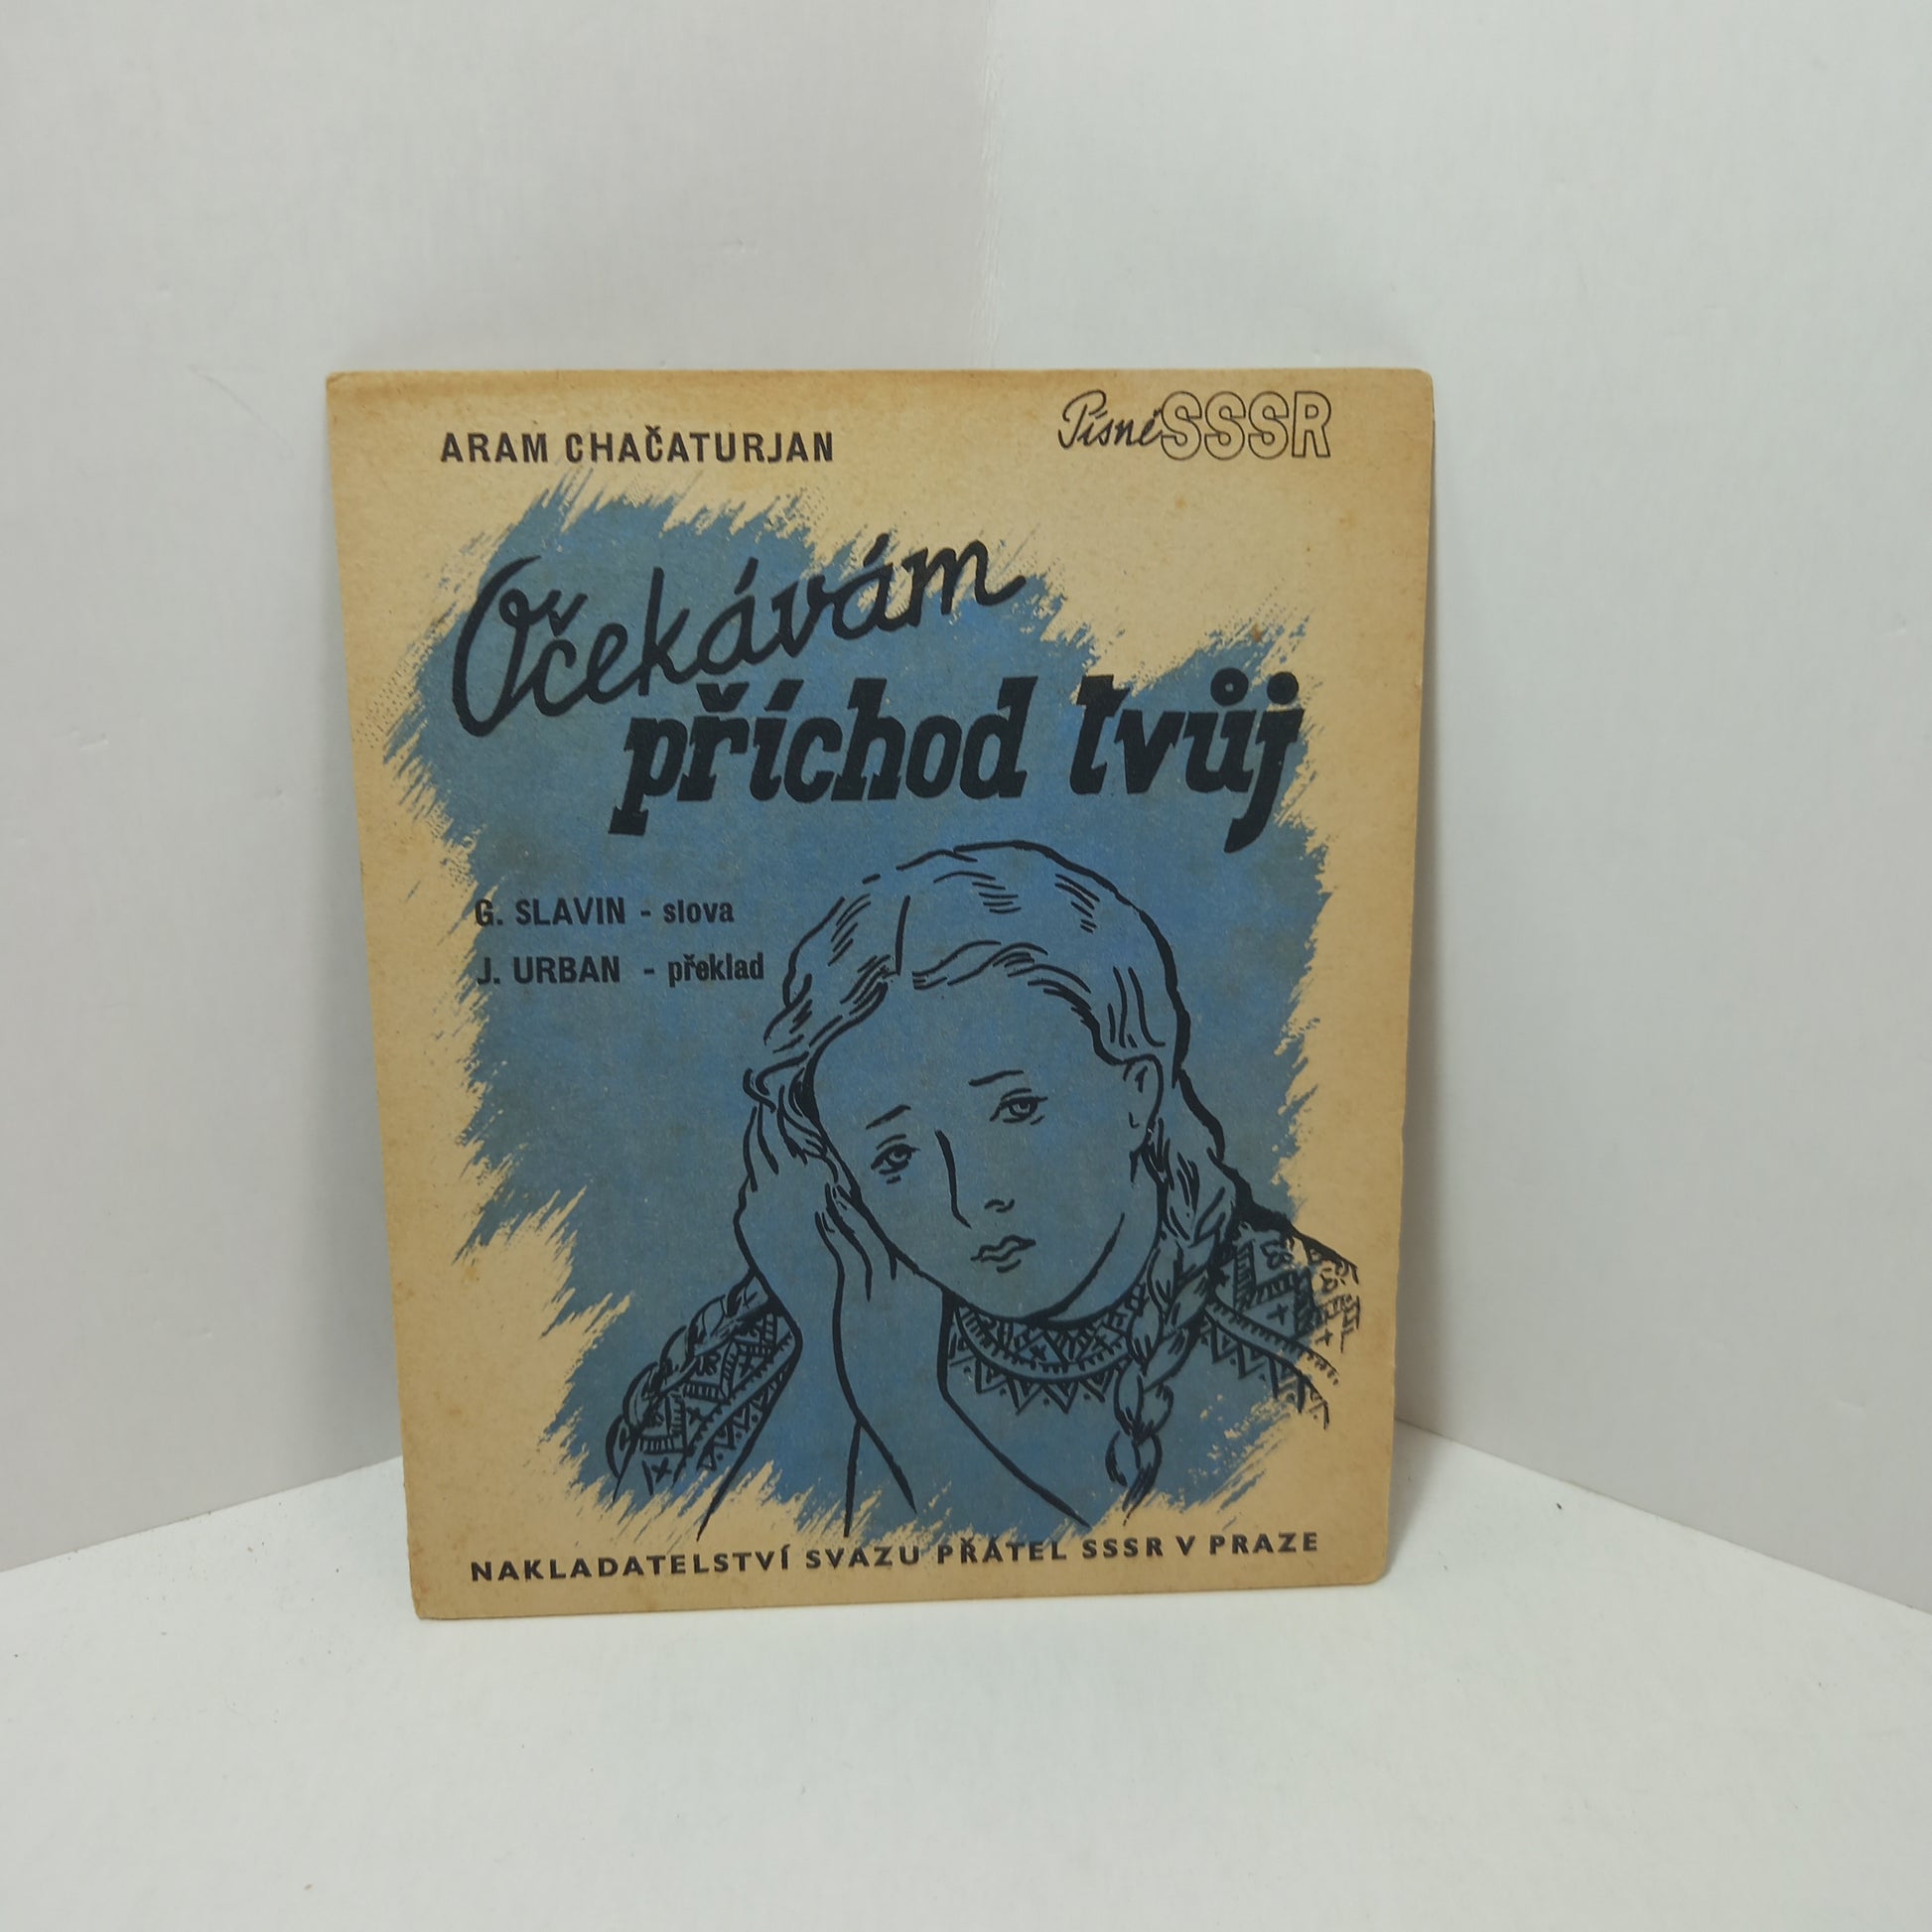 ARAM CHAČATURJAN
Písně SSSR
Očekávám
příchod tvůj
G. SLAVIN - slova
J. URBAN - překlad
NAKLADATELSTVÍ SVAZU PŘÁTEL SSSR V PRAZE